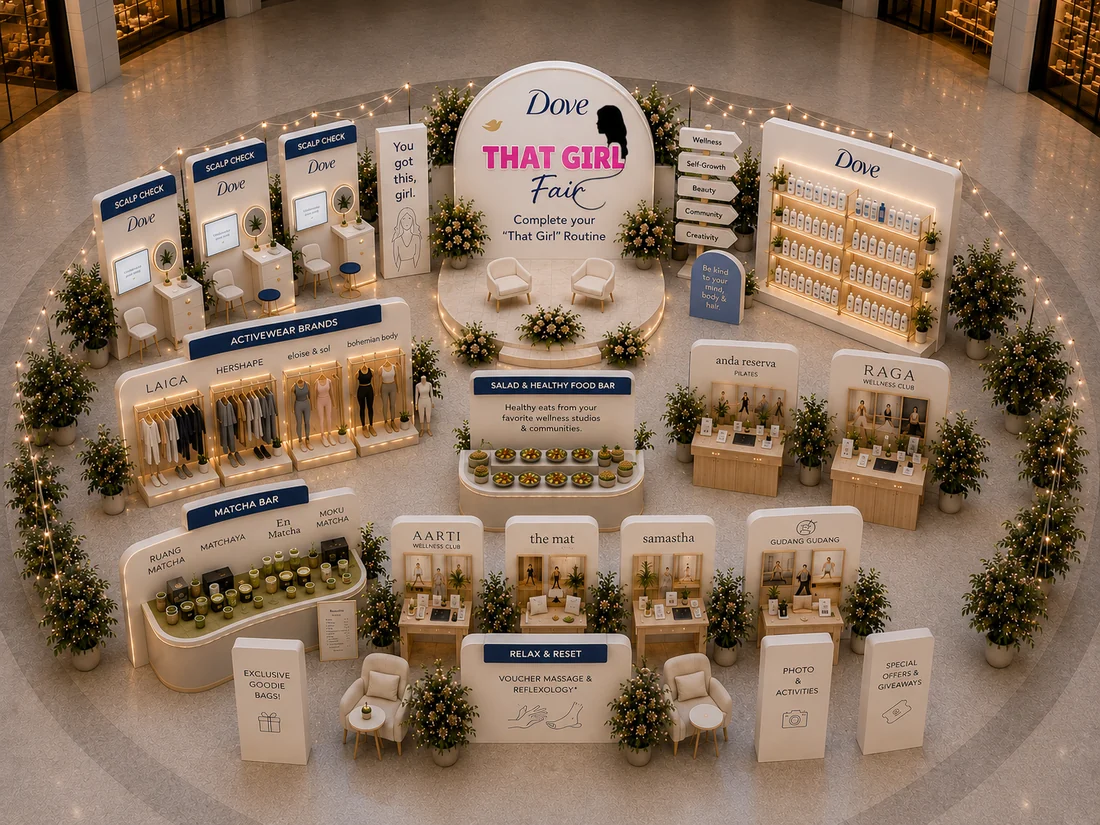 Dove
THAT GIRL
Fair
Complete your
"That Girl" Routine
SCALP CHECK
Dove
SCALP CHECK
Dove
SCALP CHECK
Dove
You
got
this,
girl.
Wellness
Self-Growth
Beauty
Community
Creativity
Be kind
to your
mind,
body &
hair.
Dove
ACTIVEWEAR BRANDS
LAICA
HERSHAPE
eloise & sol
bohemian body
SALAD & HEALTHY FOOD BAR
Healthy eats from your
favorite wellness studios
& communities.
anda reserva
PILATES
RAGA
WELLNESS CLUB
MATCHA BAR
RUANG
MATCHA
MATCHAYA
En
Matcha
MOKU
MATCHA
AARTI
WELLNESS CLUB
the mat
samastha
GUDANG GUDANG
EXCLUSIVE
GOODIE
BAGS!
RELAX & RESET
VOUCHER MASSAGE &
REFLEXOLOGY*
PHOTO
&
ACTIVITIES
SPECIAL
OFFERS &
GIVEAWAYS